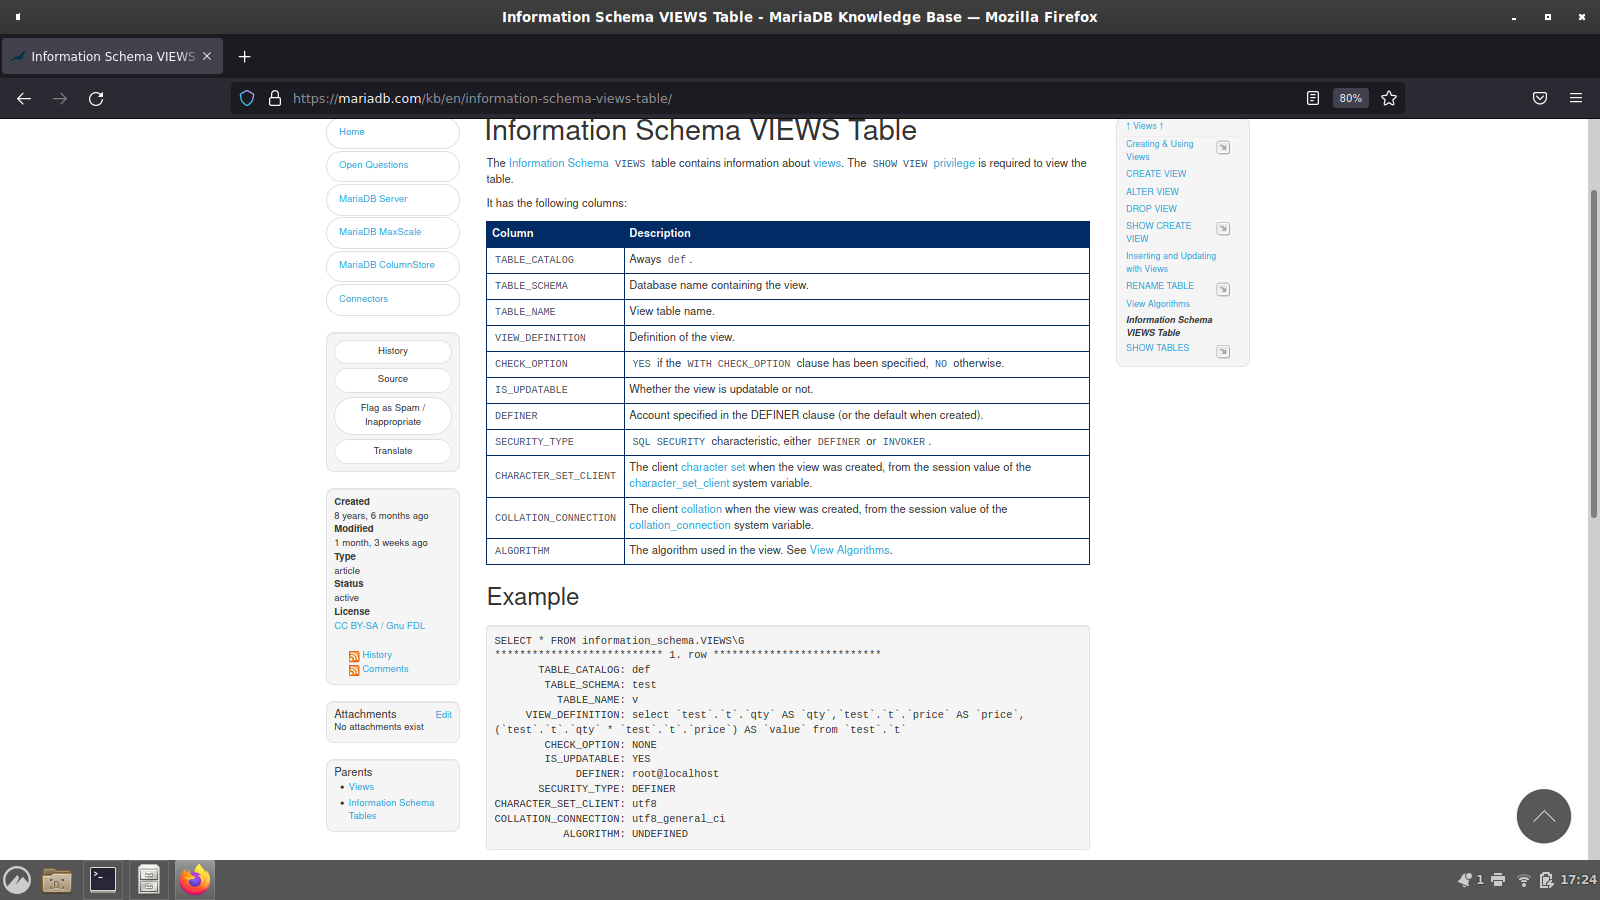 Information Schema VIEWS Table - MariaDB Knowledge Base — Mozilla Firefox
Information Schema VIEWS
https://mariadb.com/kb/en/information-schema-views-table/
80%
Home
Open Questions
MariaDB Server
MariaDB MaxScale
MariaDB ColumnStore
Connectors
History
Source
Flag as Spam /
Inappropriate
Translate
Created
8 years, 6 months ago
Modified
1 month, 3 weeks ago
Type
article
Status
active
License
CC BY-SA / Gnu FDL
History
Comments
Attachments Edit
No attachments exist
Parents
• Views
• Information Schema
Tables
Information Schema VIEWS Table
The Information Schema VIEWS table contains information about views. The SHOW VIEW privilege is required to view the
table.
It has the following columns:
Column Description
TABLE_CATALOG Aways def.
TABLE_SCHEMA Database name containing the view.
TABLE_NAME View table name.
VIEW_DEFINITION Definition of the view.
CHECK_OPTION YES if the WITH CHECK_OPTION clause has been specified, NO otherwise.
IS_UPDATABLE Whether the view is updatable or not.
DEFINER Account specified in the DEFINER clause (or the default when created).
SECURITY_TYPE SQL SECURITY characteristic, either DEFINER or INVOKER.
CHARACTER_SET_CLIENT The client character set when the view was created, from the session value of the
character_set_client system variable.
COLLATION_CONNECTION The client collation when the view was created, from the session value of the
collation_connection system variable.
ALGORITHM The algorithm used in the view. See View Algorithms.
Example
SELECT * FROM information_schema.VIEWS\G
*************************** 1. row ***************************
TABLE_CATALOG: def
TABLE_SCHEMA: test
TABLE_NAME: v
VIEW_DEFINITION: select `test`.`t`.`qty` AS `qty`,`test`.`t`.`price` AS `price`,
(`test`.`t`.`qty` * `test`.`t`.`price`) AS `value` from `test`.`t`
CHECK_OPTION: NONE
IS_UPDATABLE: YES
DEFINER: root@localhost
SECURITY_TYPE: DEFINER
CHARACTER_SET_CLIENT: utf8
COLLATION_CONNECTION: utf8_general_ci
ALGORITHM: UNDEFINED
↑ Views ↑
Creating & Using
Views
CREATE VIEW
ALTER VIEW
DROP VIEW
SHOW CREATE
VIEW
Inserting and Updating
with Views
RENAME TABLE
View Algorithms
Information Schema
VIEWS Table
SHOW TABLES
1 17:24